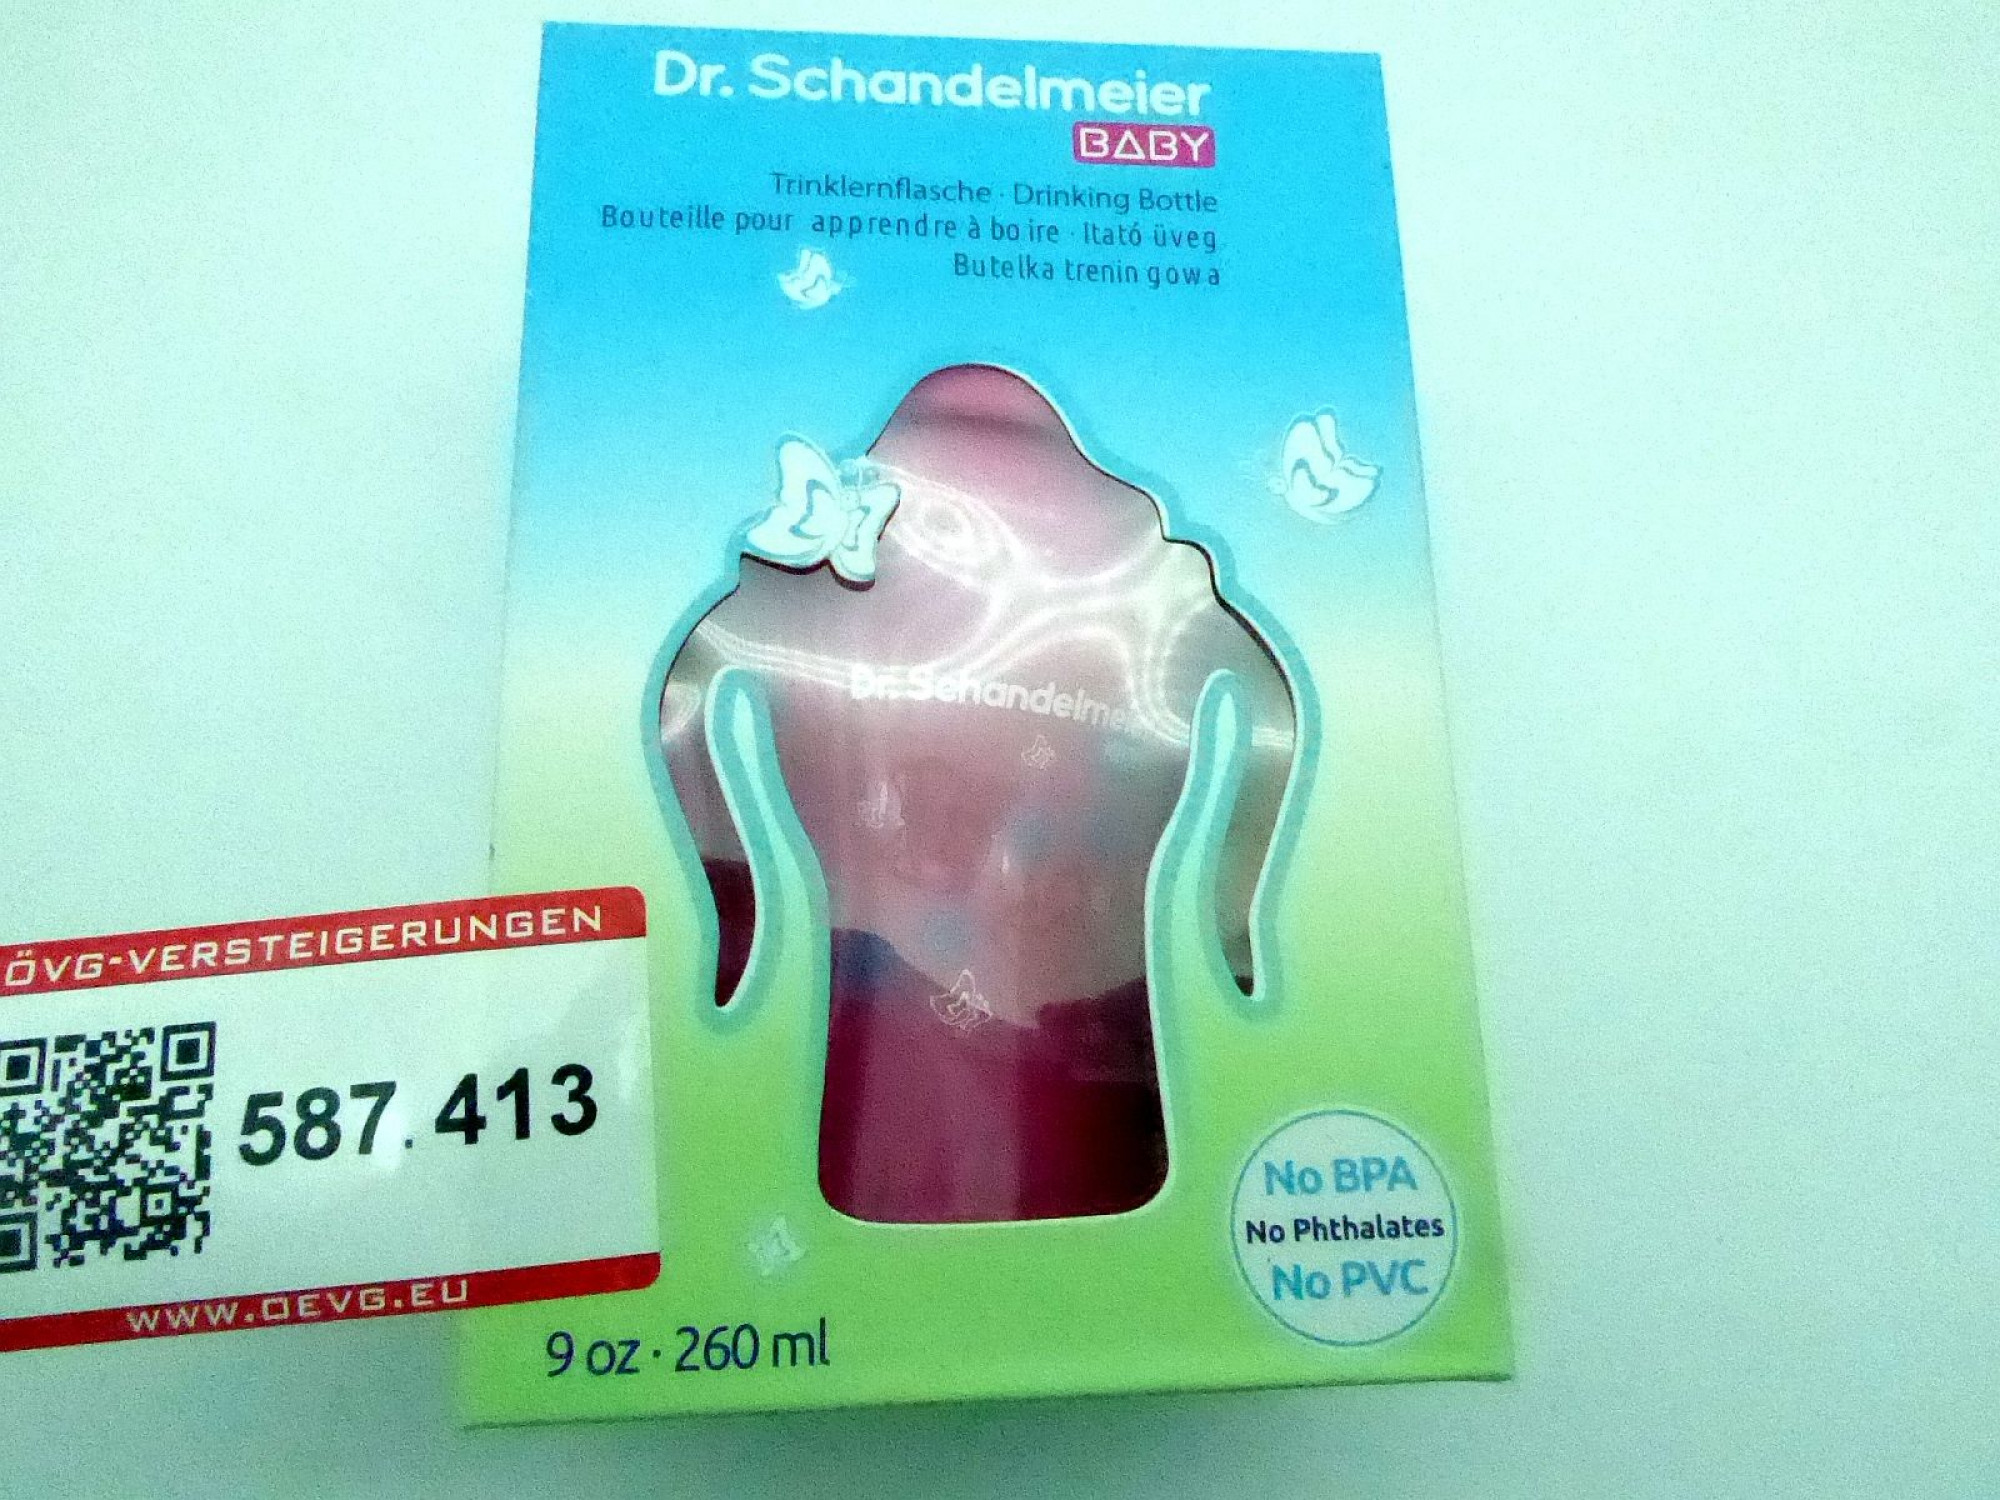 Dr. Schandelmeier
BABY
Trinklernflasche · Drinking Bottle
Bouteille pour apprendre à boire · Itató üveg
Butelka treningowa
Dr. Schandelme
ÖVG-VERSTEIGERUNGEN
587.413
WWW.OEVG.EU
No BPA
No Phthalates
No PVC
9 oz · 260 ml